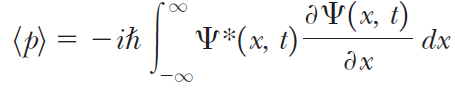 ⟨p⟩ = −iℏ ∫_{−∞}^{∞} Ψ*(x, t) ∂Ψ(x, t)/∂x dx